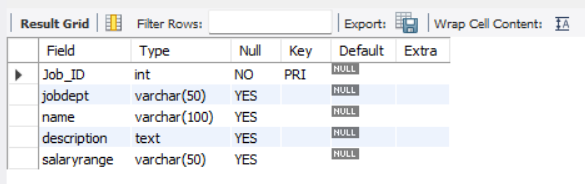 Result Grid Filter Rows: Export: Wrap Cell Content: IA
Field Type Null Key Default Extra
Job_ID int NO PRI NULL
jobdept varchar(50) YES NULL
name varchar(100) YES NULL
description text YES NULL
salaryrange varchar(50) YES NULL